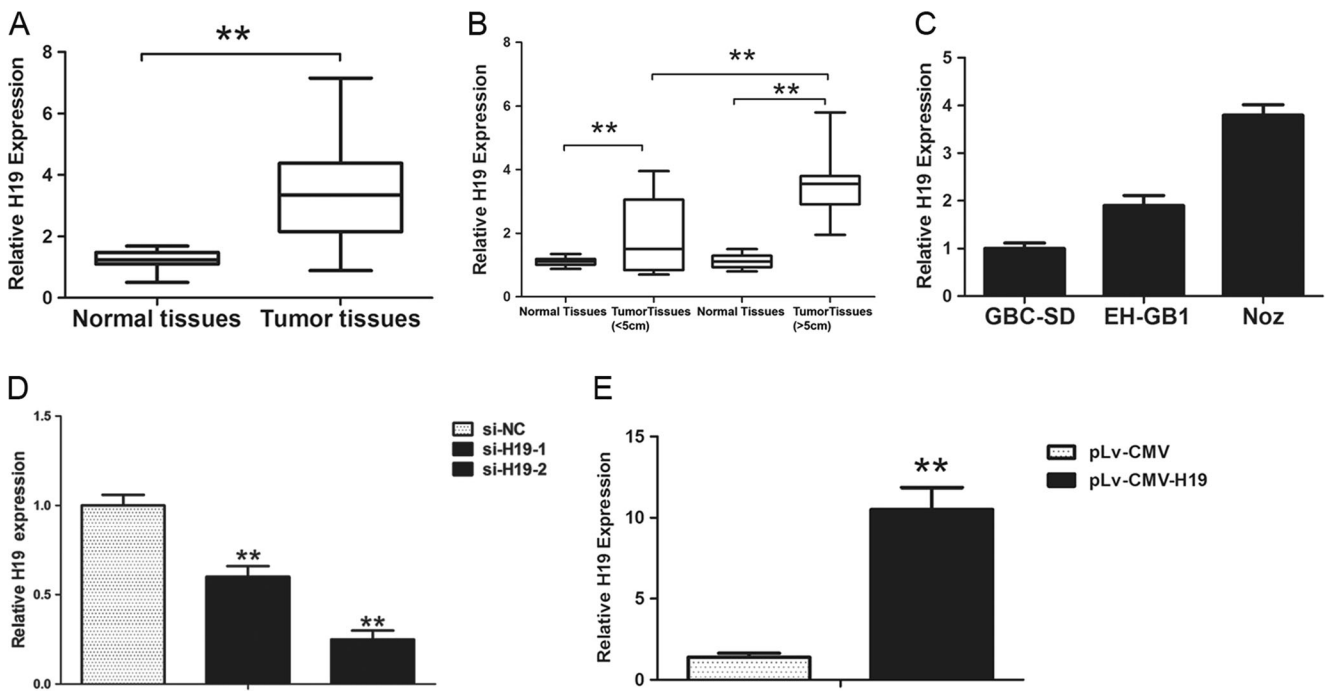 A
Relative H19 Expression
8
6
4
2
0
**
Normal tissues
Tumor tissues
B
Relative H19 Expression
8
6
4
2
0
**
**
**
Normal Tissues
TumorTissues
(<5cm)
Normal Tissues
TumorTissues
(>5cm)
C
Relative H19 Expression
5
4
3
2
1
0
GBC-SD
EH-GB1
Noz
D
Relative H19 expression
1.5
1.0
0.5
0.0
**
**
si-NC
si-H19-1
si-H19-2
E
Relative H19 Expression
15
10
5
0
**
pLv-CMV
pLv-CMV-H19